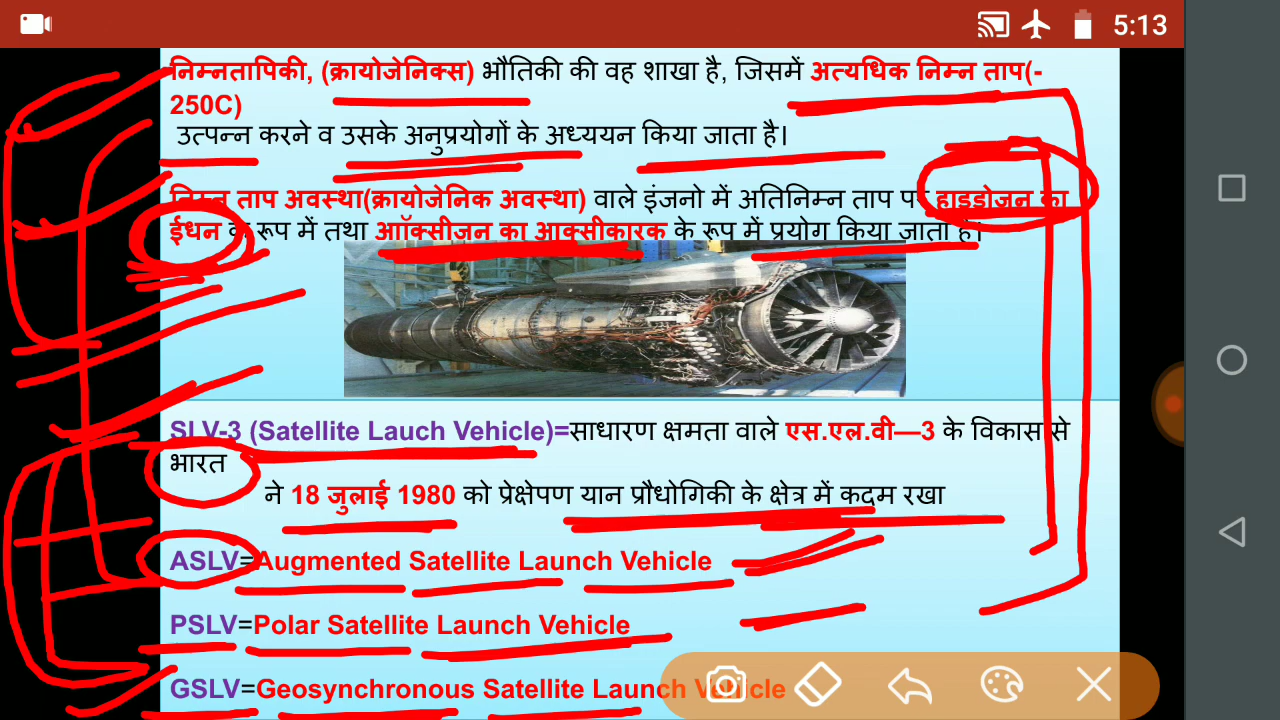 5:13
निम्नतापिकी, (क्रायोजेनिक्स) भौतिकी की वह शाखा है, जिसमें अत्यधिक निम्न ताप(-
250C)
उत्पन्न करने व उसके अनुप्रयोगों के अध्ययन किया जाता है।
निम्न ताप अवस्था(क्रायोजेनिक अवस्था) वाले इंजनो में अतिनिम्न ताप पर हाइड्रोजन का
ईधन के रूप में तथा ऑक्सीजन का आक्सीकारक के रूप में प्रयोग किया जाता है।
SLV-3 (Satellite Lauch Vehicle)=साधारण क्षमता वाले एस.एल.वी—3 के विकास से
भारत
ने 18 जुलाई 1980 को प्रेक्षेपण यान प्रौधोगिकी के क्षेत्र में कदम रखा
ASLV=Augmented Satellite Launch Vehicle
PSLV=Polar Satellite Launch Vehicle
GSLV=Geosynchronous Satellite Launch Vehicle